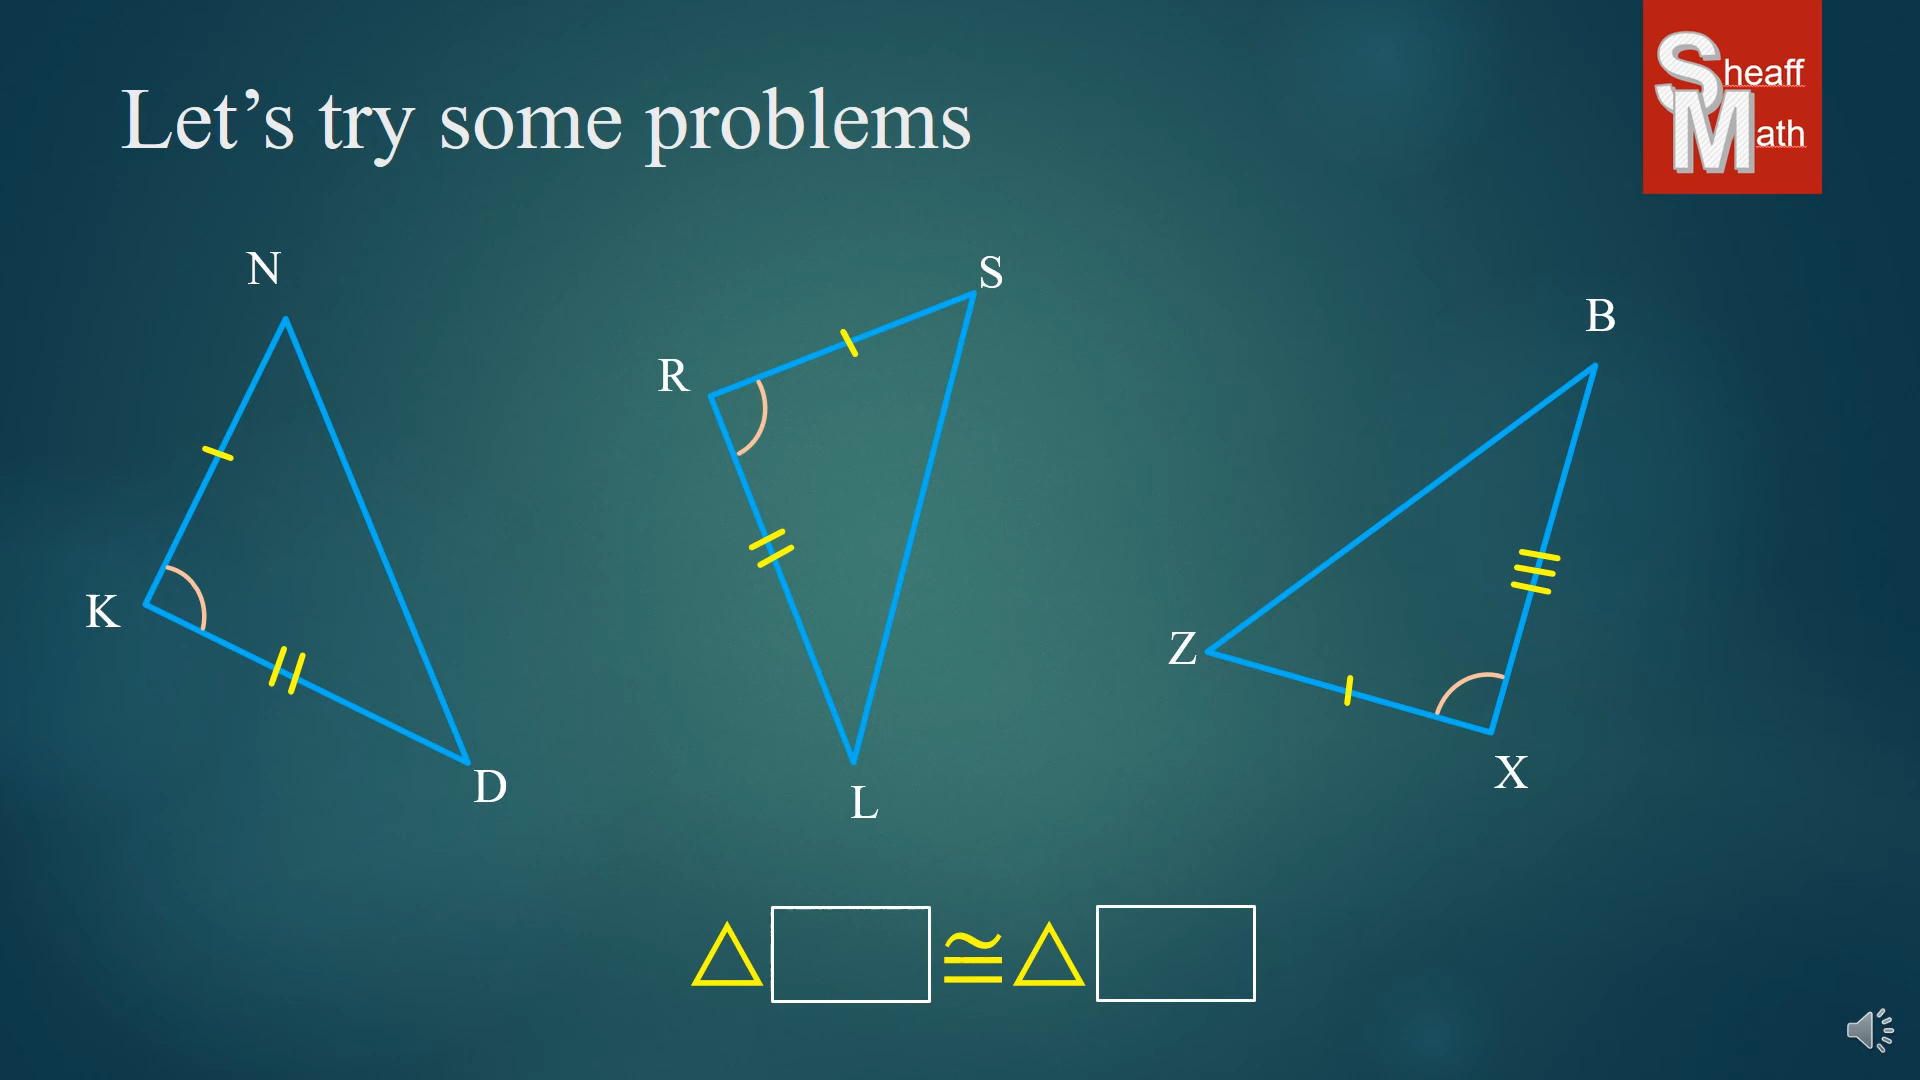 Let’s try some problems
Sheaff
Math
N
S
B
R
K
Z
D
L
X
△ ≅ △